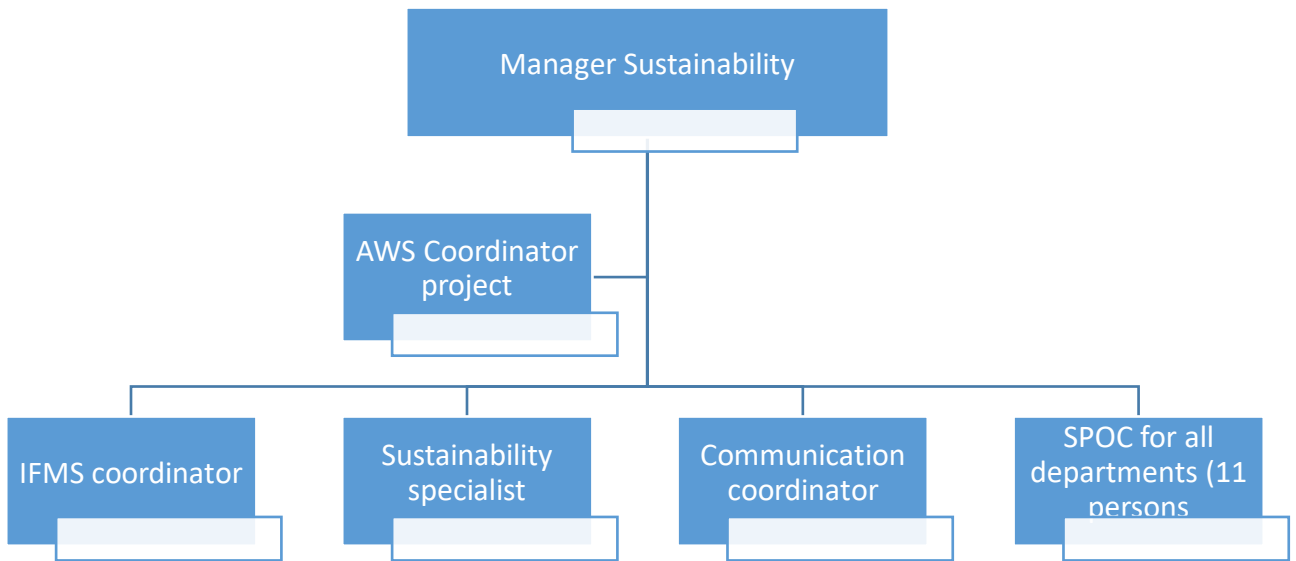 Manager Sustainability
AWS Coordinator
project
IFMS coordinator
Sustainability
specialist
Communication
coordinator
SPOC for all
departments (11
persons